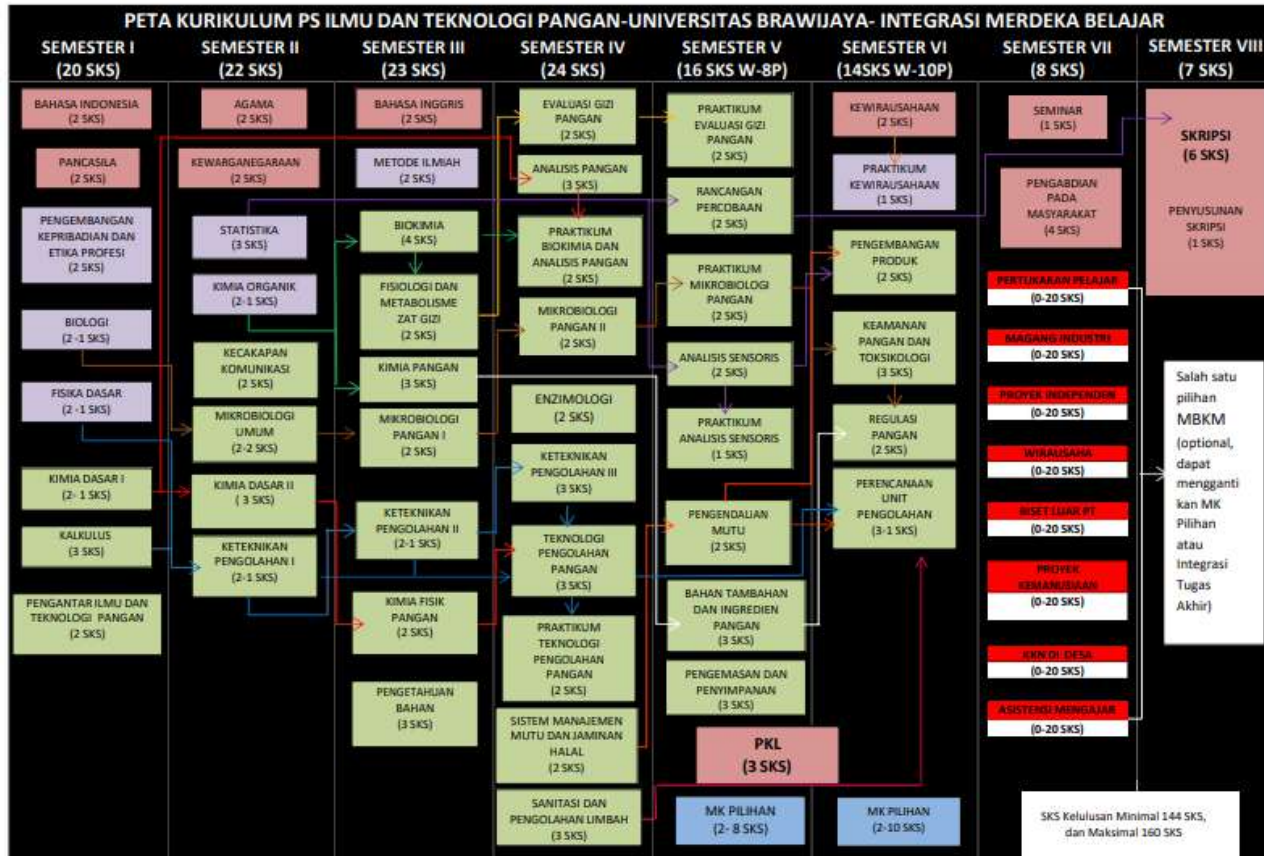 PETA KURIKULUM PS ILMU DAN TEKNOLOGI PANGAN-UNIVERSITAS BRAWIJAYA- INTEGRASI MERDEKA BELAJAR
SEMESTER I
(20 SKS)
BAHASA INDONESIA
(2 SKS)
PANCASILA
(2 SKS)
PENGEMBANGAN
KEPRIBADIAN DAN
ETIKA PROFESI
(2 SKS)
BIOLOGI
(2 -1 SKS)
FISIKA DASAR
(2 -1 SKS)
KIMIA DASAR I
(2- 1 SKS)
KALKULUS
(3 SKS)
PENGANTAR ILMU DAN
TEKNOLOGI PANGAN
(2 SKS)
SEMESTER II
(22 SKS)
AGAMA
(2 SKS)
KEWARGANEGARAAN
(2 SKS)
STATISTIKA
(3 SKS)
KIMIA ORGANIK
(2-1 SKS)
KECAKAPAN
KOMUNIKASI
(2 SKS)
MIKROBIOLOGI
UMUM
(2-2 SKS)
KIMIA DASAR II
( 3 SKS)
KETEKNIKAN
PENGOLAHAN I
(2-1 SKS)
SEMESTER III
(23 SKS)
BAHASA INGGRIS
(2 SKS)
METODE ILMIAH
(2 SKS)
BIOKIMIA
(4 SKS)
FISIOLOGI DAN
METABOLISME
ZAT GIZI
(2 SKS)
KIMIA PANGAN
(3 SKS)
MIKROBIOLOGI
PANGAN I
(2 SKS)
KETEKNIKAN
PENGOLAHAN II
(2-1 SKS)
KIMIA FISIK
PANGAN
(2 SKS)
PENGETAHUAN
BAHAN
(3 SKS)
SEMESTER IV
(24 SKS)
EVALUASI GIZI
PANGAN
(2 SKS)
ANALISIS PANGAN
(3 SKS)
PRAKTIKUM
BIOKIMIA DAN
ANALISIS PANGAN
(2 SKS)
MIKROBIOLOGI
PANGAN II
(2 SKS)
ENZIMOLOGI
(2 SKS)
KETEKNIKAN
PENGOLAHAN III
(3 SKS)
TEKNOLOGI
PENGOLAHAN
PANGAN
(3 SKS)
PRAKTIKUM
TEKNOLOGI
PENGOLAHAN
PANGAN
(2 SKS)
SISTEM MANAJEMEN
MUTU DAN JAMINAN
HALAL
(2 SKS)
SANITASI DAN
PENGOLAHAN LIMBAH
(3 SKS)
SEMESTER V
(16 SKS W-8P)
PRAKTIKUM
EVALUASI GIZI
PANGAN
(2 SKS)
RANCANGAN
PERCOBAAN
(2 SKS)
PRAKTIKUM
MIKROBIOLOGI
PANGAN
(2 SKS)
ANALISIS SENSORIS
(2 SKS)
PRAKTIKUM
ANALISIS SENSORIS
(1 SKS)
PENGENDALIAN
MUTU
(2 SKS)
BAHAN TAMBAHAN
DAN INGREDIEN
PANGAN
(3 SKS)
PENGEMASAN DAN
PENYIMPANAN
(3 SKS)
PKL
(3 SKS)
MK PILIHAN
(2- 8 SKS)
SEMESTER VI
(14SKS W-10P)
KEWIRAUSAHAAN
(2 SKS)
PRAKTIKUM
KEWIRAUSAHAAN
(1 SKS)
PENGEMBANGAN
PRODUK
(2 SKS)
KEAMANAN
PANGAN DAN
TOKSIKOLOGI
(3 SKS)
REGULASI
PANGAN
(2 SKS)
PERENCANAAN
UNIT
PENGOLAHAN
(3-1 SKS)
MK PILIHAN
(2-10 SKS)
SEMESTER VII
(8 SKS)
SEMINAR
(1 SKS)
PENGABDIAN
PADA
MASYARAKAT
(4 SKS)
PERTUKARAN PELAJAR
(0-20 SKS)
MAGANG INDUSTRI
(0-20 SKS)
PROYEK INDEPENDEN
(0-20 SKS)
WIRAUSAHA
(0-20 SKS)
RISET LUAR PT
(0-20 SKS)
PROYEK
KEMANUSIAAN
(0-20 SKS)
KKN DI DESA
(0-20 SKS)
ASISTENSI MENGAJAR
(0-20 SKS)
SEMESTER VIII
(7 SKS)
SKRIPSI
(6 SKS)
PENYUSUNAN
SKRIPSI
(1 SKS)
Salah satu
pilihan
MBKM
(optional,
dapat
mengganti
kan MK
Pilihan
atau
Integrasi
Tugas
Akhir)
SKS Kelulusan Minimal 144 SKS,
dan Maksimal 160 SKS